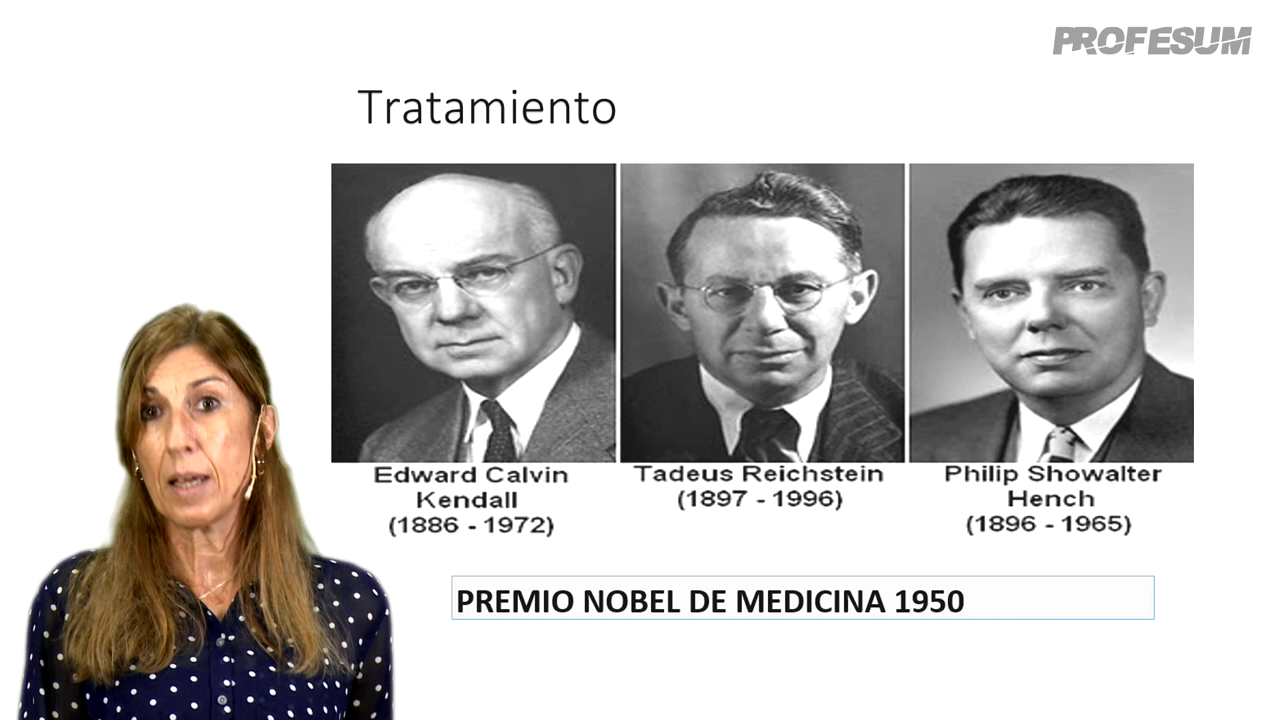 PROFESUM
Tratamiento
Edward Calvin
Kendall
(1886 - 1972)
Tadeus Reichstein
(1897 - 1996)
Philip Showalter
Hench
(1896 - 1965)
PREMIO NOBEL DE MEDICINA 1950